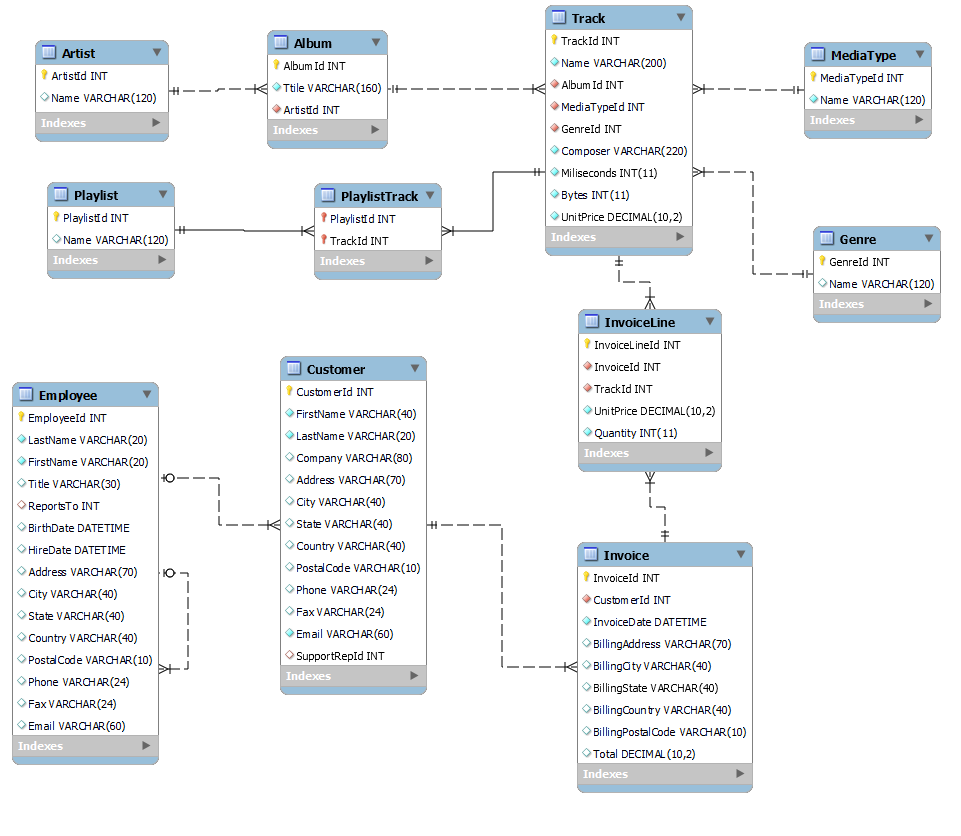 Artist
ArtistId INT
Name VARCHAR(120)
Indexes
Album
AlbumId INT
Ttile VARCHAR(160)
ArtistId INT
Indexes
Track
TrackId INT
Name VARCHAR(200)
AlbumId INT
MediaTypeId INT
GenreId INT
Composer VARCHAR(220)
Miliseconds INT(11)
Bytes INT(11)
UnitPrice DECIMAL(10,2)
Indexes
MediaType
MediaTypeId INT
Name VARCHAR(120)
Indexes
Playlist
PlaylistId INT
Name VARCHAR(120)
Indexes
PlaylistTrack
PlaylistId INT
TrackId INT
Indexes
Genre
GenreId INT
Name VARCHAR(120)
Indexes
InvoiceLine
InvoiceLineId INT
InvoiceId INT
TrackId INT
UnitPrice DECIMAL(10,2)
Quantity INT(11)
Indexes
Employee
EmployeeId INT
LastName VARCHAR(20)
FirstName VARCHAR(20)
Title VARCHAR(30)
ReportsTo INT
BirthDate DATETIME
HireDate DATETIME
Address VARCHAR(70)
City VARCHAR(40)
State VARCHAR(40)
Country VARCHAR(40)
PostalCode VARCHAR(10)
Phone VARCHAR(24)
Fax VARCHAR(24)
Email VARCHAR(60)
Indexes
Customer
CustomerId INT
FirstName VARCHAR(40)
LastName VARCHAR(20)
Company VARCHAR(80)
Address VARCHAR(70)
City VARCHAR(40)
State VARCHAR(40)
Country VARCHAR(40)
PostalCode VARCHAR(10)
Phone VARCHAR(24)
Fax VARCHAR(24)
Email VARCHAR(60)
SupportRepId INT
Indexes
Invoice
InvoiceId INT
CustomerId INT
InvoiceDate DATETIME
BillingAddress VARCHAR(70)
BillingCity VARCHAR(40)
BillingState VARCHAR(40)
BillingCountry VARCHAR(40)
BillingPostalCode VARCHAR(10)
Total DECIMAL(10,2)
Indexes